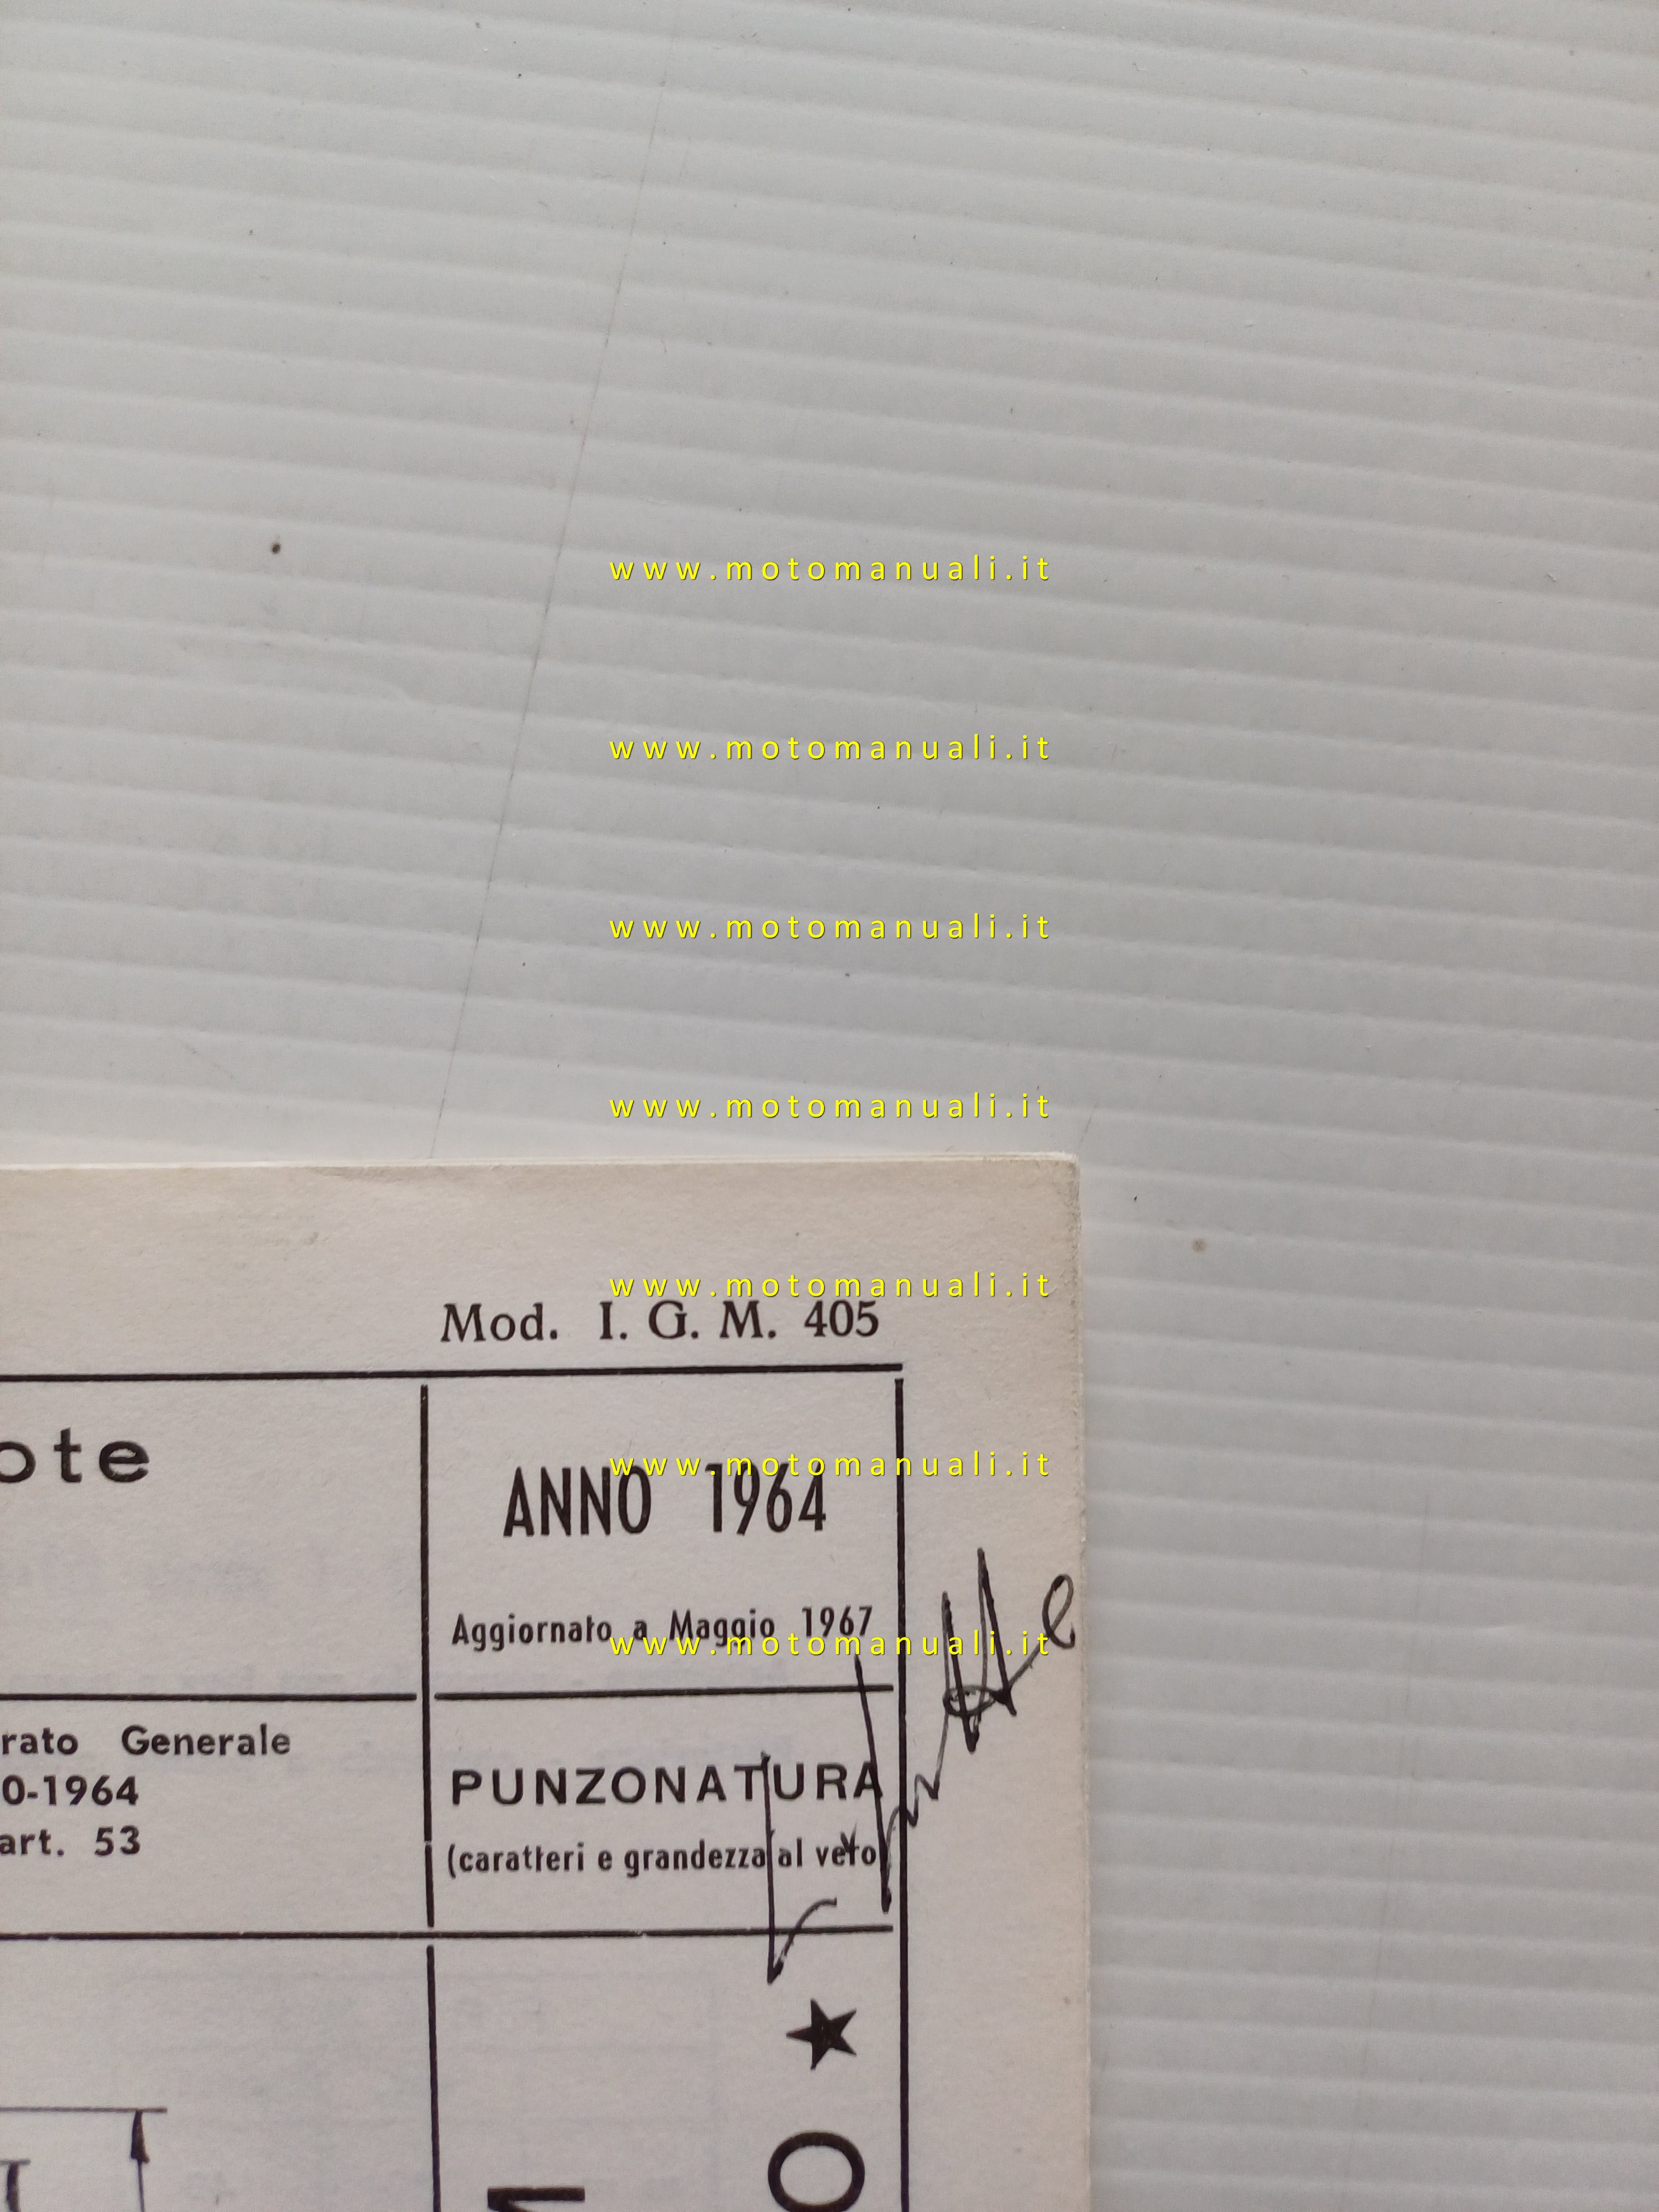 www.motomanuali.it
www.motomanuali.it
www.motomanuali.it
www.motomanuali.it
www.motomanuali.it
Mod. I. G. M. 405
ote
ANNO 1964
www.motomanuali.it
Aggiornato a Maggio 1967
www.motomanuali.it
rato Generale
0-1964
art. 53
PUNZONATURA
(caratteri e grandezza al vero)
★
O